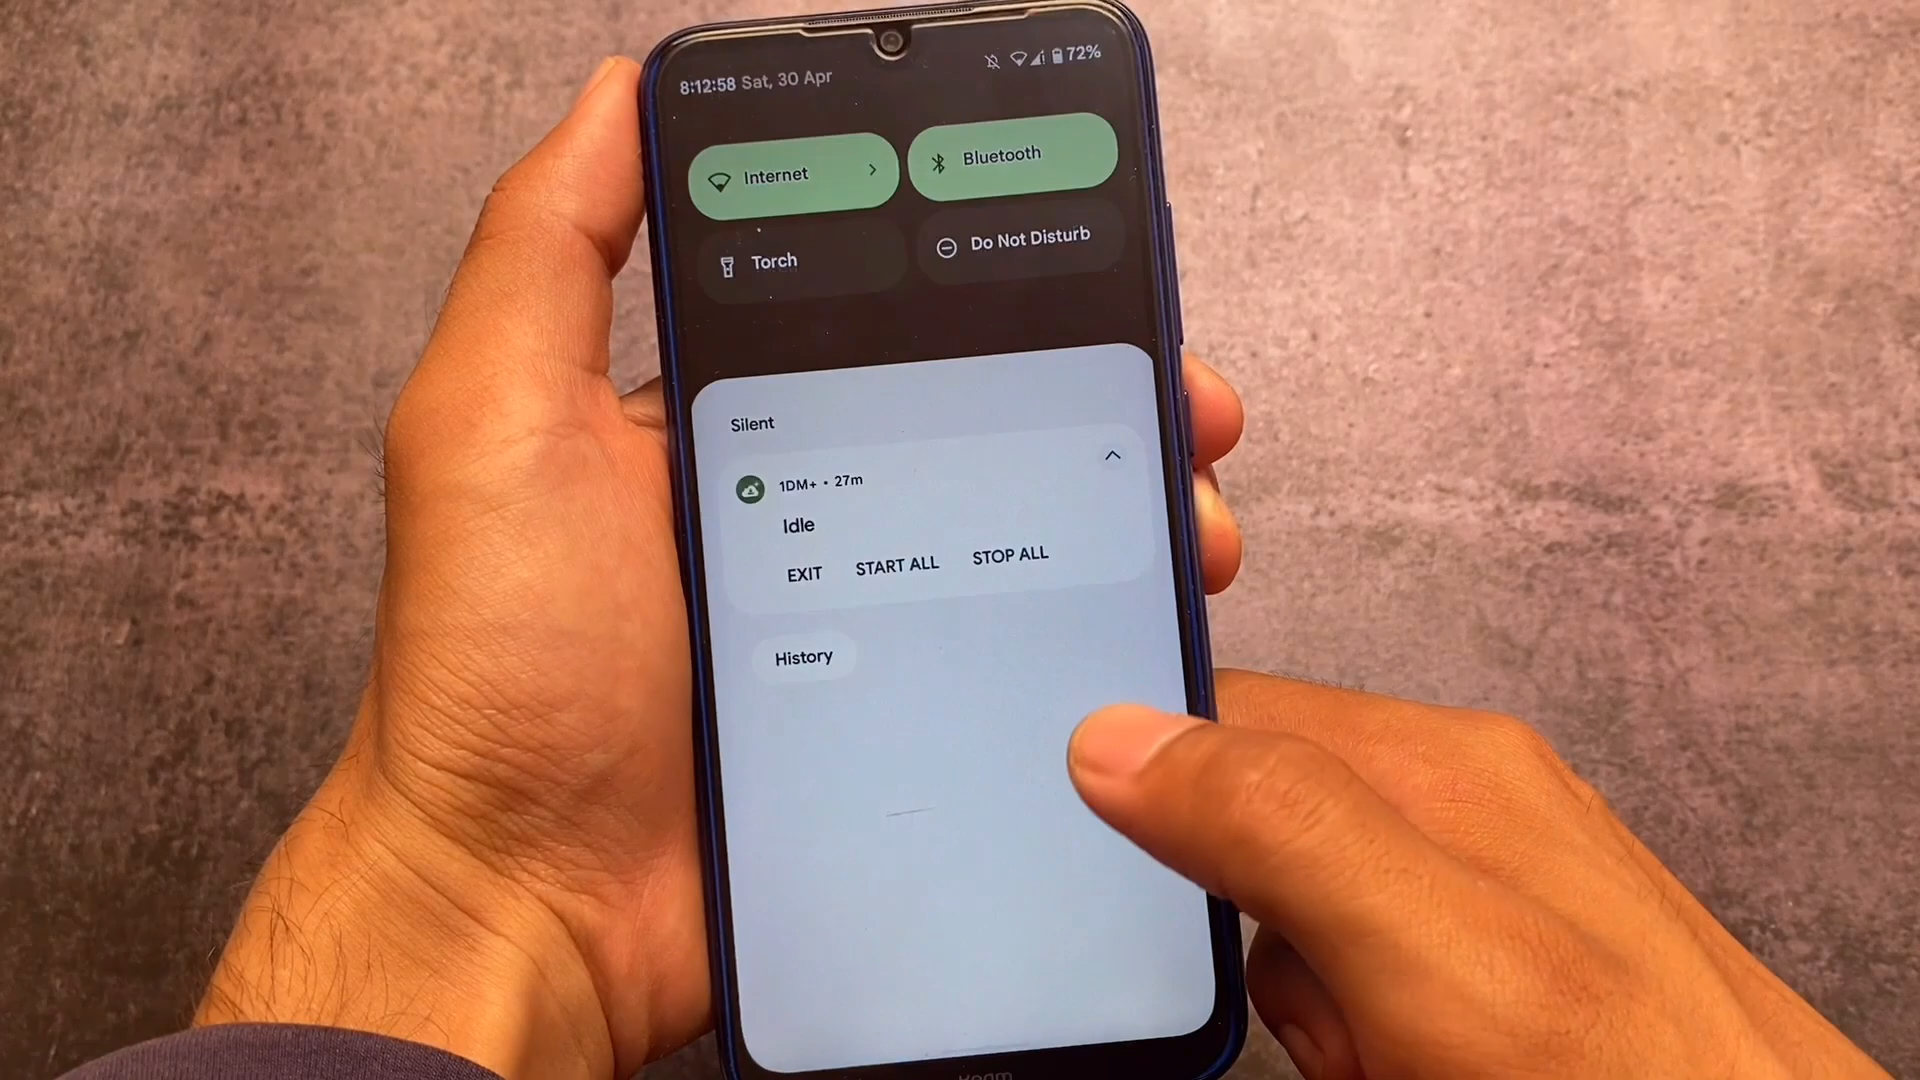 8:12:58 Sat, 30 Apr 72%
Internet
Bluetooth
Torch
Do Not Disturb
Silent
1DM+ • 27m
Idle
EXIT START ALL STOP ALL
History